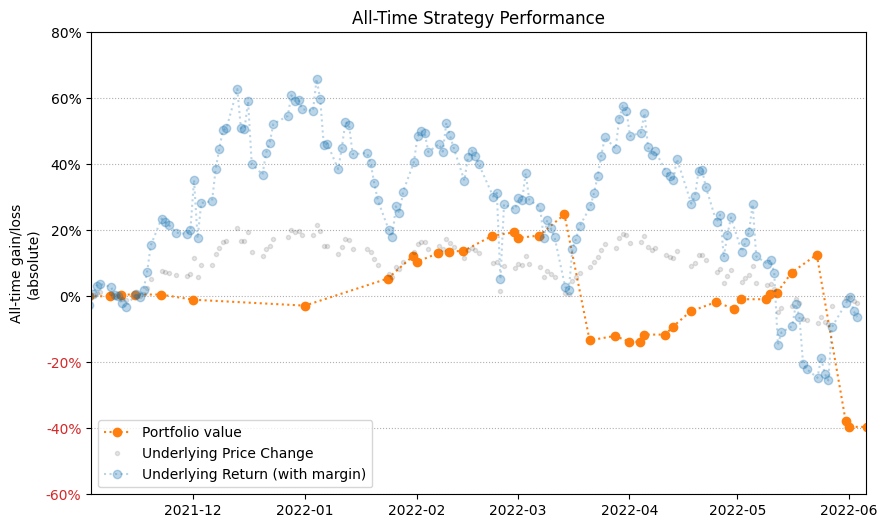 All-Time Strategy Performance
80%
60%
40%
20%
0%
-20%
-40%
-60%
All-time gain/loss
(absolute)
Portfolio value
Underlying Price Change
Underlying Return (with margin)
2021-12
2022-01
2022-02
2022-03
2022-04
2022-05
2022-06